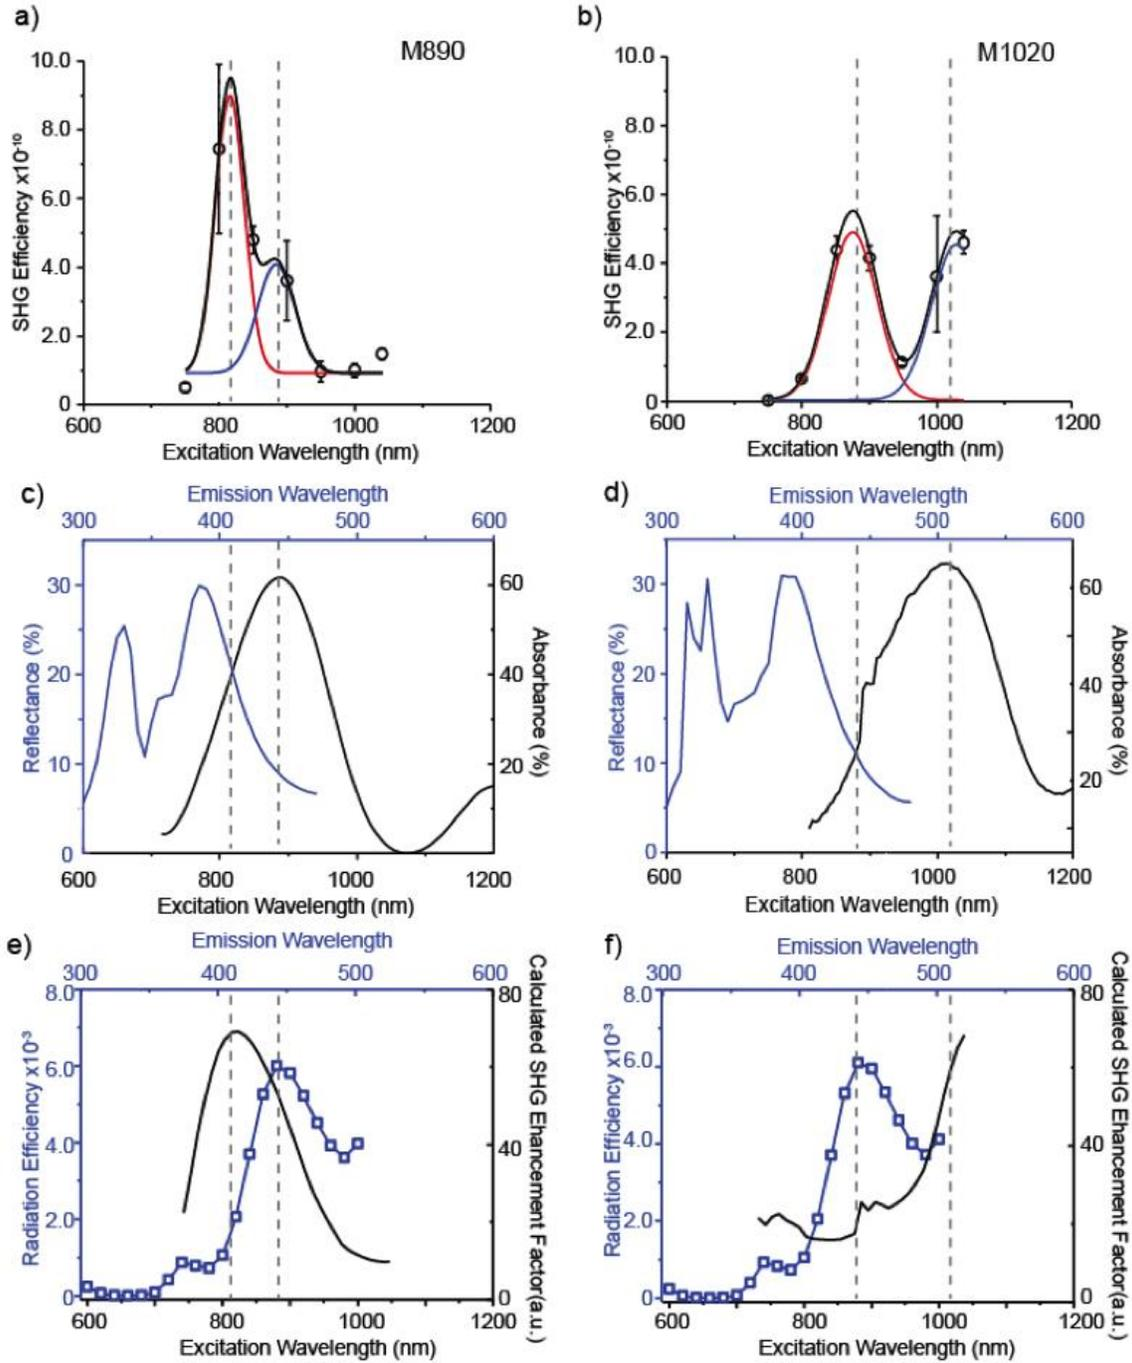 a)
M890
SHG Efficiency x10-10
10.0
8.0
6.0
4.0
2.0
0
600 800 1000 1200
Excitation Wavelength (nm)
b)
M1020
SHG Efficiency x10-10
10.0
8.0
6.0
4.0
2.0
0
600 800 1000 1200
Excitation Wavelength (nm)
c)
Emission Wavelength
300 400 500 600
Reflectance (%)
30
20
10
0
60
40
20
Absorbance (%)
600 800 1000 1200
Excitation Wavelength (nm)
d)
Emission Wavelength
300 400 500 600
Reflectance (%)
30
20
10
0
60
40
20
Absorbance (%)
600 800 1000 1200
Excitation Wavelength (nm)
e)
Emission Wavelength
300 400 500 600
Radiation Efficiency x10-3
8.0
6.0
4.0
2.0
0
80
40
0
Calculated SHG Ehancement Factor(a.u.)
600 800 1000 1200
Excitation Wavelength (nm)
f)
Emission Wavelength
300 400 500 600
Radiation Efficiency x10-3
8.0
6.0
4.0
2.0
0
80
40
0
Calculated SHG Ehancement Factor(a.u.)
600 800 1000 1200
Excitation Wavelength (nm)